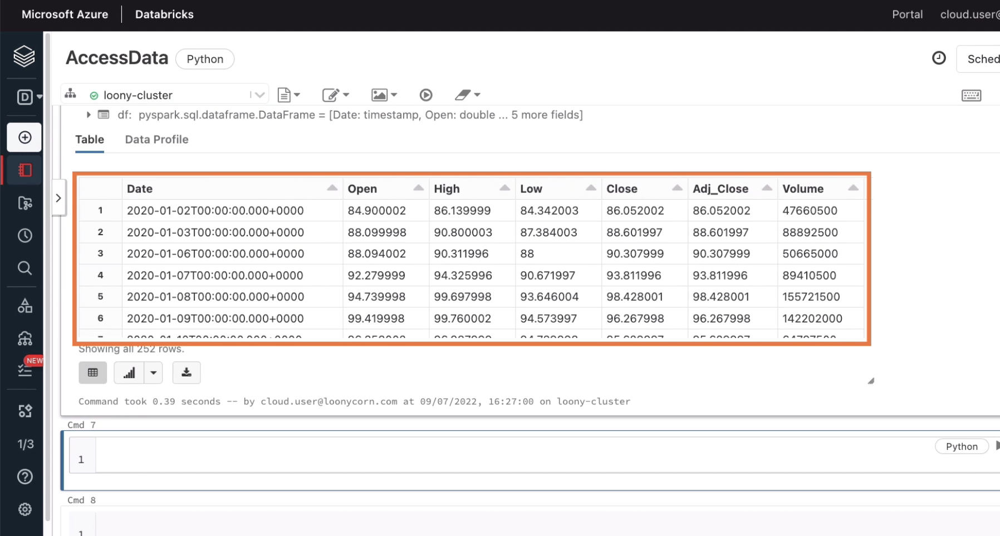 Microsoft Azure Databricks Portal cloud.user@
AccessData Python Sched
D loony-cluster
df: pyspark.sql.dataframe.DataFrame = [Date: timestamp, Open: double ... 5 more fields]
Table Data Profile
Date Open High Low Close Adj_Close Volume
1 2020-01-02T00:00:00.000+0000 84.900002 86.139999 84.342003 86.052002 86.052002 47660500
2 2020-01-03T00:00:00.000+0000 88.099998 90.800003 87.384003 88.601997 88.601997 88892500
3 2020-01-06T00:00:00.000+0000 88.094002 90.311996 88 90.307999 90.307999 50665000
4 2020-01-07T00:00:00.000+0000 92.279999 94.325996 90.671997 93.811996 93.811996 89410500
5 2020-01-08T00:00:00.000+0000 94.739998 99.697998 93.646004 98.428001 98.428001 155721500
6 2020-01-09T00:00:00.000+0000 99.419998 99.760002 94.573997 96.267998 96.267998 142202000
Showing all 252 rows.
NEW
Command took 0.39 seconds -- by cloud.user@loonycorn.com at 09/07/2022, 16:27:00 on loony-cluster
Cmd 7
1/3
Python
1
Cmd 8
1